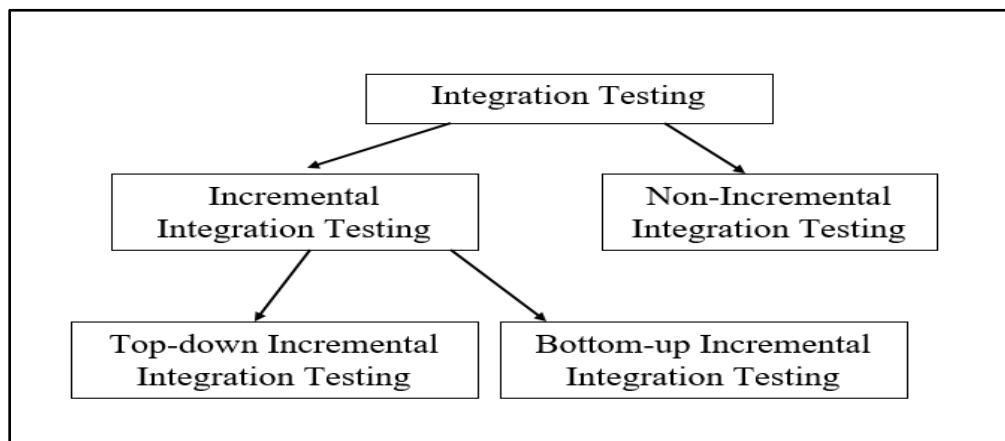 Integration Testing
Incremental
Integration Testing
Non-Incremental
Integration Testing
Top-down Incremental
Integration Testing
Bottom-up Incremental
Integration Testing